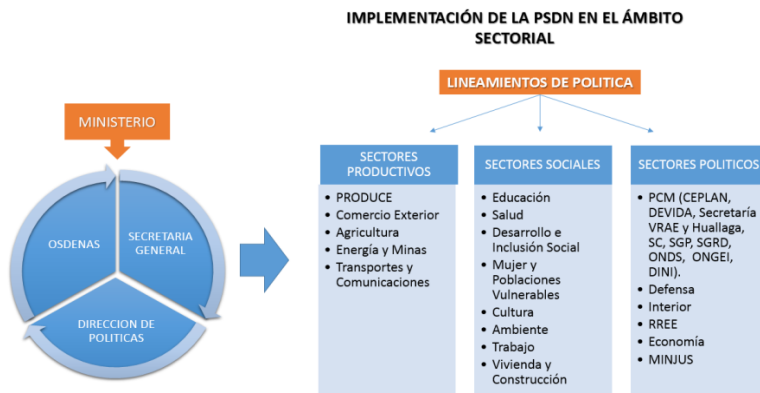 IMPLEMENTACIÓN DE LA PSDN EN EL ÁMBITO
SECTORIAL
LINEAMIENTOS DE POLITICA
MINISTERIO
OSDENAS
SECRETARIA
GENERAL
DIRECCION DE
POLITICAS
SECTORES
PRODUCTIVOS
• PRODUCE
• Comercio Exterior
• Agricultura
• Energía y Minas
• Transportes y
Comunicaciones
SECTORES SOCIALES
• Educación
• Salud
• Desarrollo e
Inclusión Social
• Mujer y
Poblaciones
Vulnerables
• Cultura
• Ambiente
• Trabajo
• Vivienda y
Construcción
SECTORES POLITICOS
• PCM (CEPLAN,
DEVIDA, Secretaría
VRAE y Huallaga,
SC, SGP, SGRD,
ONDS, ONGEI,
DINI).
• Defensa
• Interior
• RREE
• Economía
• MINJUS